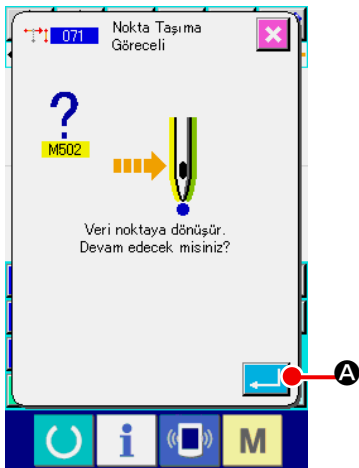 071 Nokta Taşıma
Göreceli
?
M502
Veri noktaya dönüşür.
Devam edecek misiniz?
A
i M